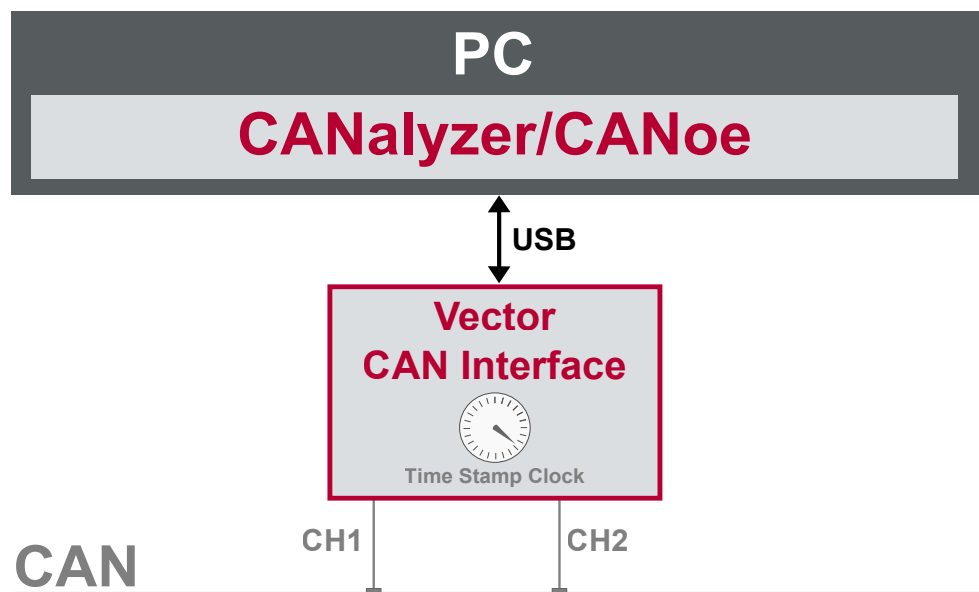 PC
CANalyzer/CANoe
USB
Vector
CAN Interface
Time Stamp Clock
CH1
CH2
CAN